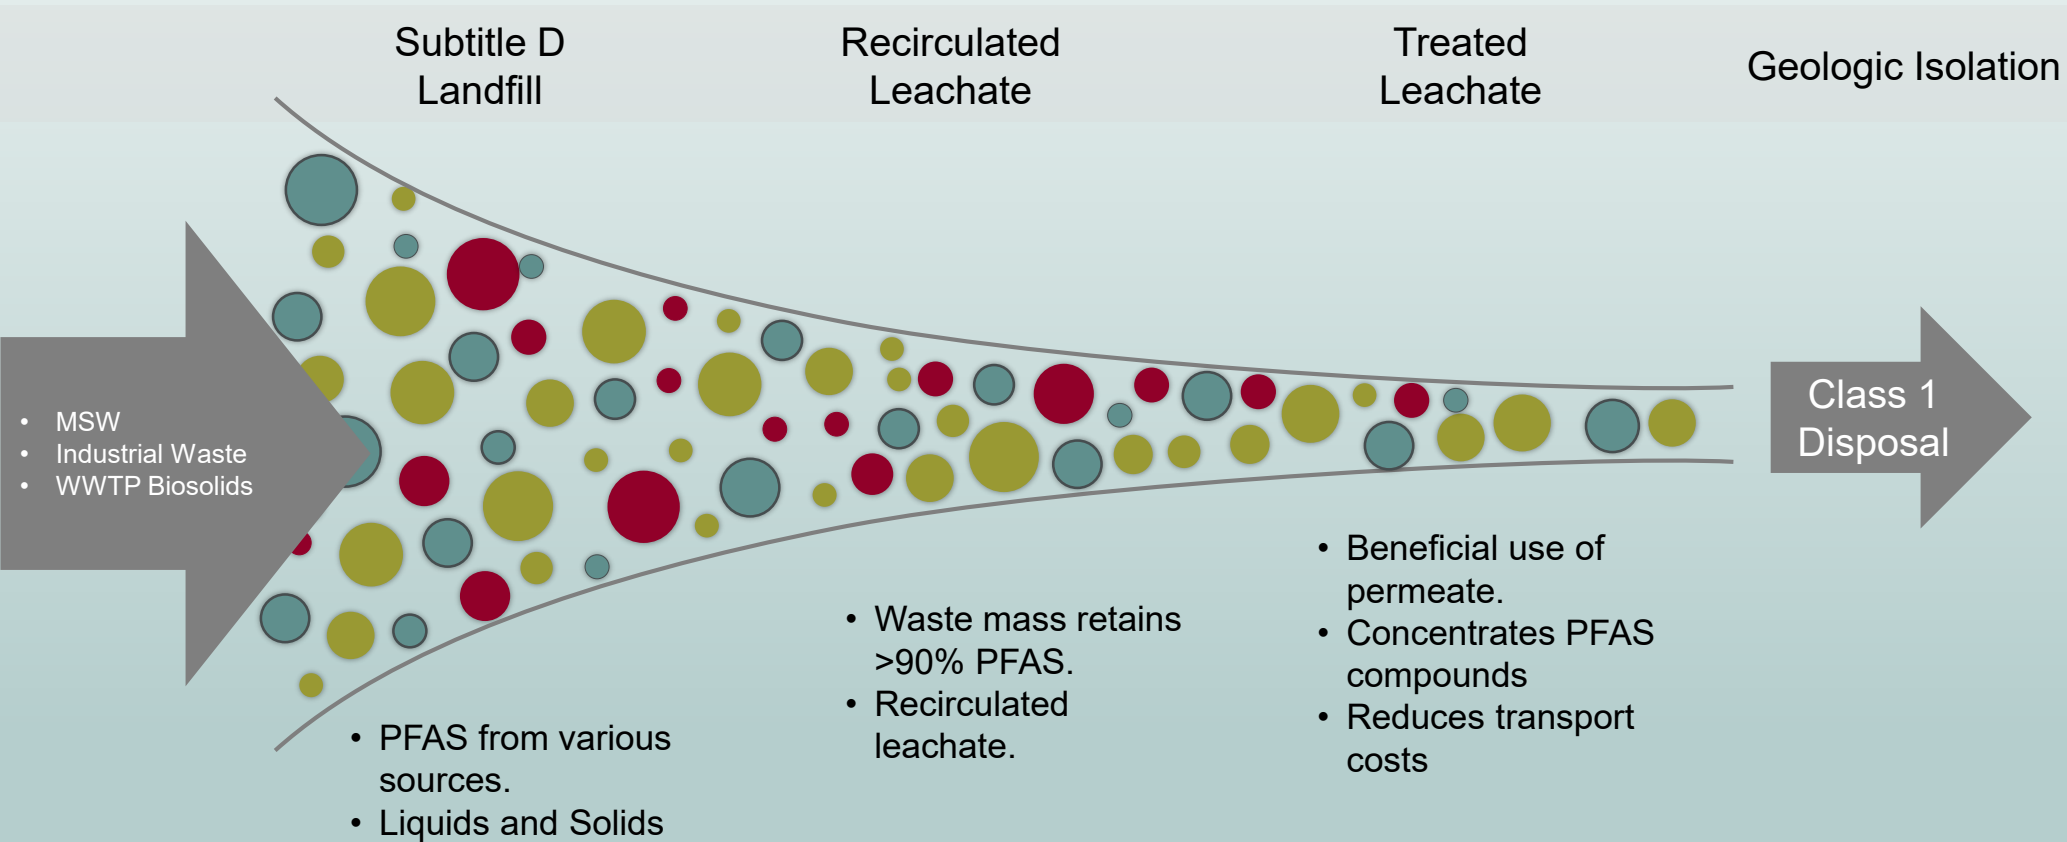 Subtitle D
Landfill
Recirculated
Leachate
Treated
Leachate
Geologic Isolation
• MSW
• Industrial Waste
• WWTP Biosolids
Class 1
Disposal
• PFAS from various
sources.
• Liquids and Solids
• Waste mass retains
>90% PFAS.
• Recirculated
leachate.
• Beneficial use of
permeate.
• Concentrates PFAS
compounds
• Reduces transport
costs